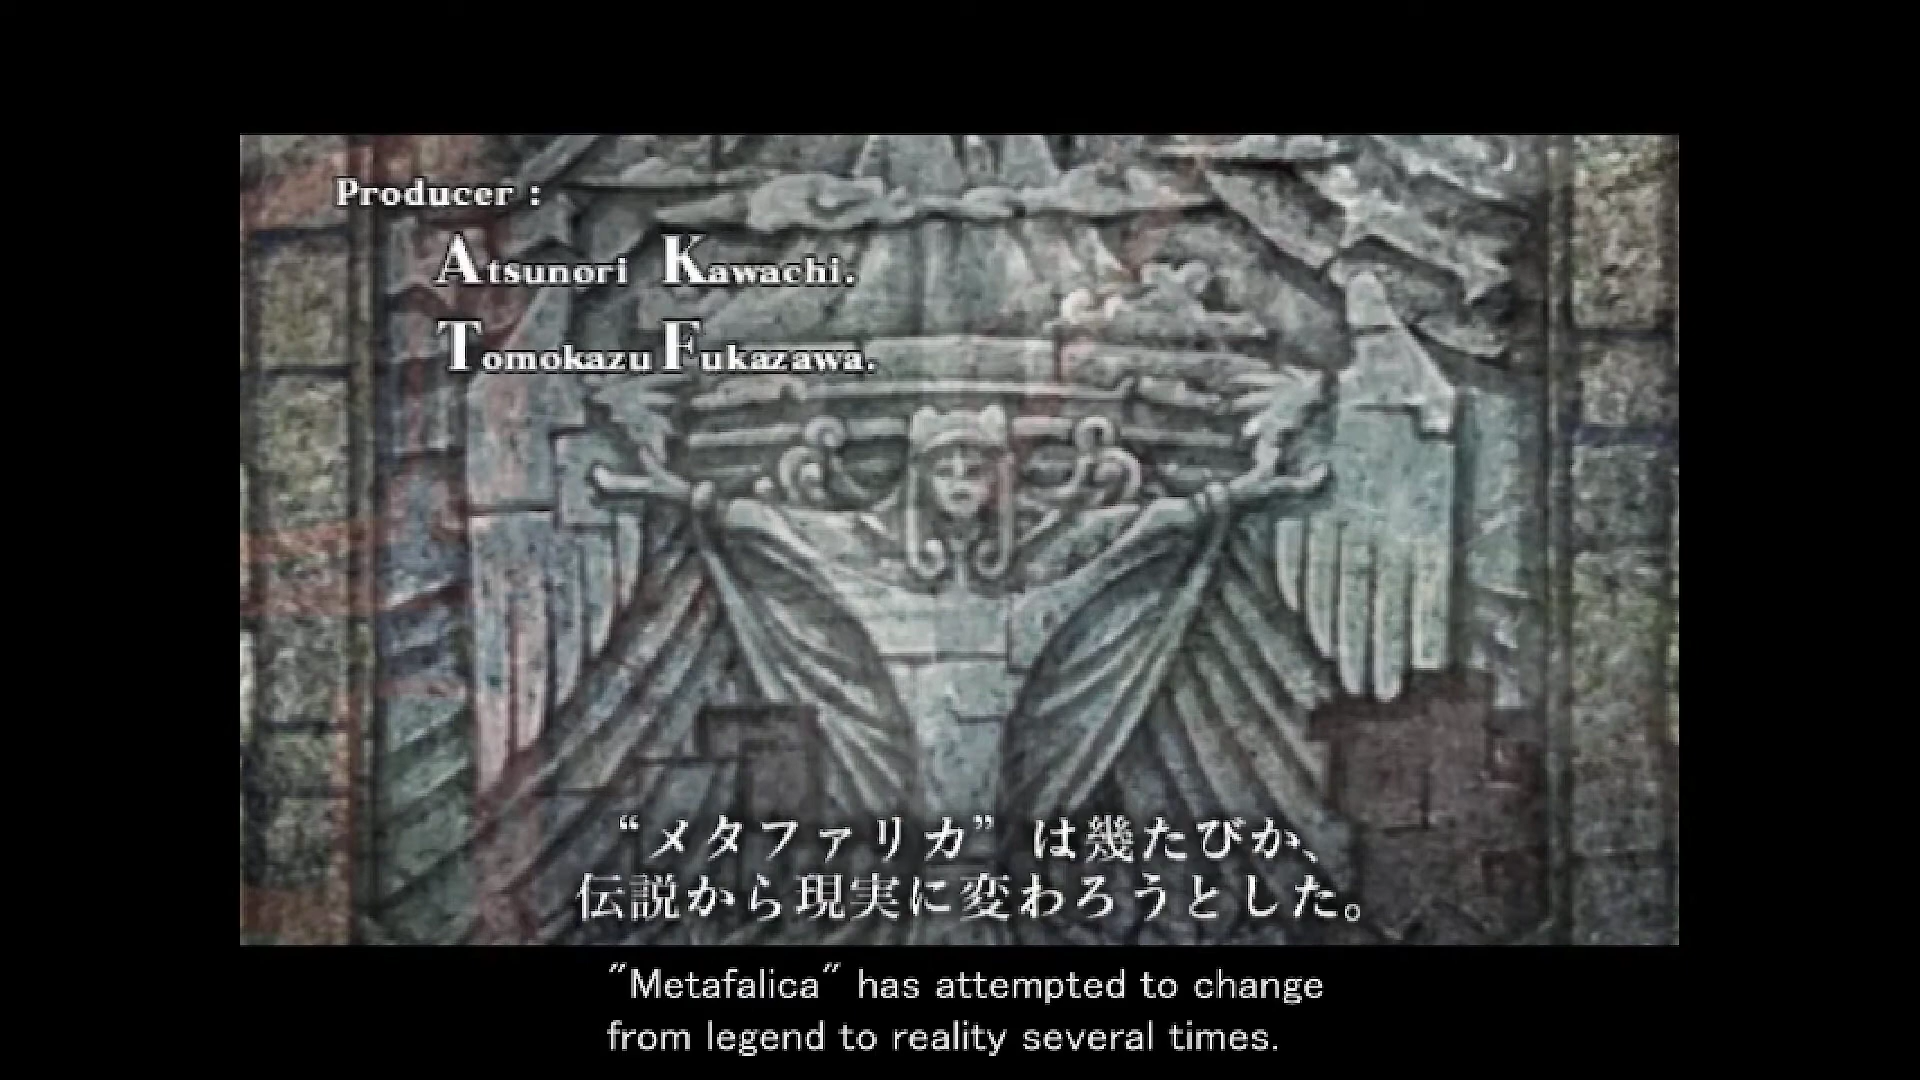 Producer :
Atsunori Kawachi.
Tomokazu Fukazawa.
“メタファリカ” は幾たびか、
伝説から現実に変わろうとした。
"Metafalica" has attempted to change
from legend to reality several times.